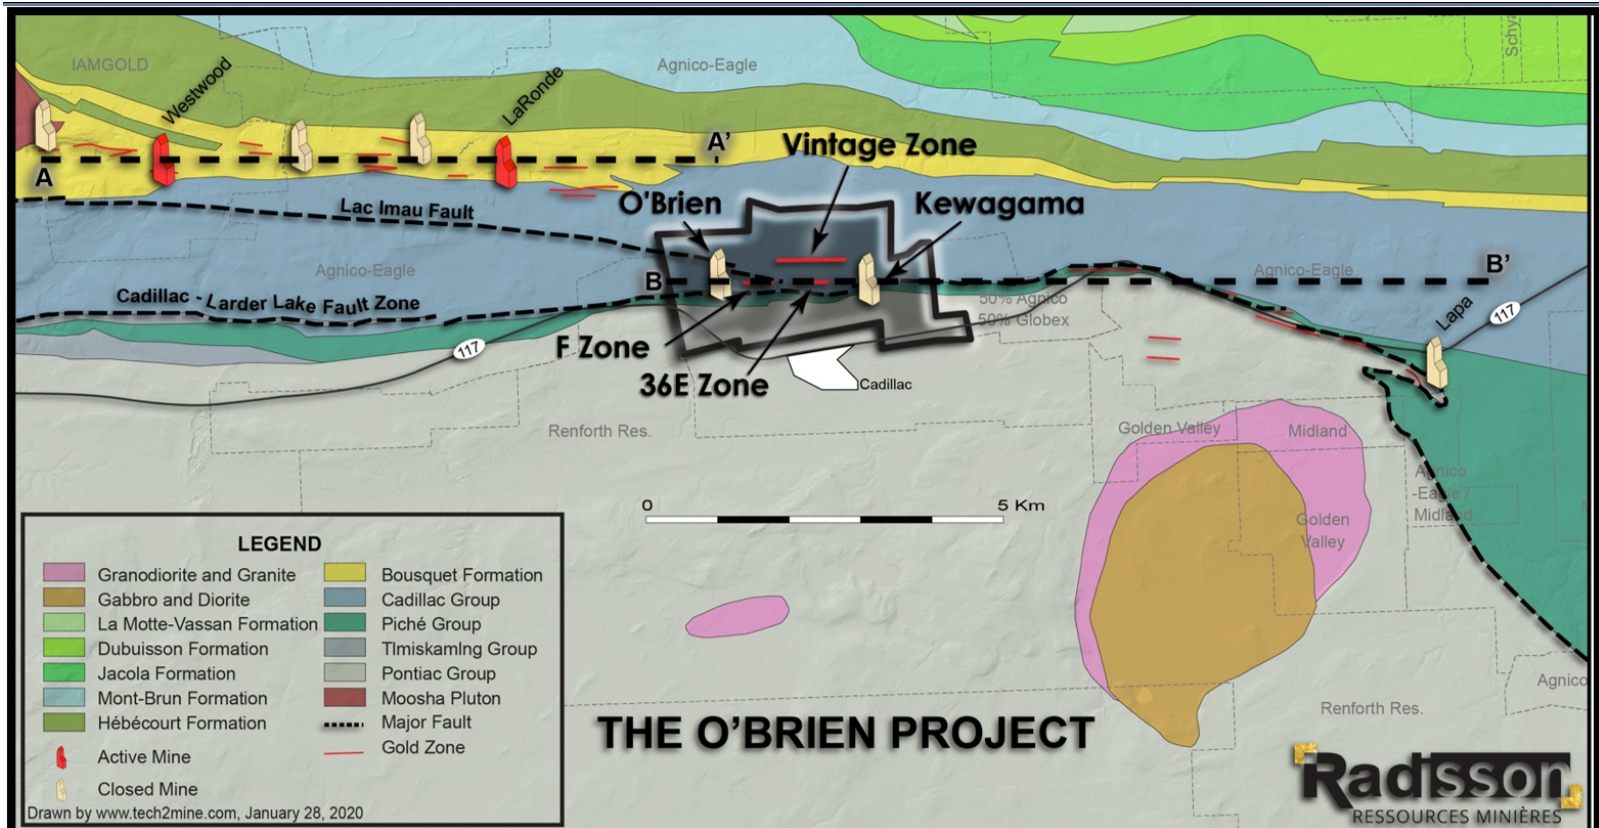 IAMGOLD
Westwood
LaRonde
Agnico-Eagle
A
A'
Vintage Zone
O'Brien
Kewagama
Lac Imau Fault
Agnico-Eagle
B
Agnico-Eagle
B'
Cadillac - Larder Lake Fault Zone
50% Agnico
50% Globex
117
117
Lapa
F Zone
36E Zone
Cadillac
Renforth Res.
Golden Valley
Midland
Agnico
-Eagle /
Midland
Golden
Valley
0
5 Km
LEGEND
Granodiorite and Granite
Gabbro and Diorite
La Motte-Vassan Formation
Dubuisson Formation
Jacola Formation
Mont-Brun Formation
Hébécourt Formation
Active Mine
Closed Mine
Bousquet Formation
Cadillac Group
Piché Group
TImiskamIng Group
Pontiac Group
Moosha Pluton
Major Fault
Gold Zone
Drawn by www.tech2mine.com, January 28, 2020
THE O'BRIEN PROJECT
Agnico
Renforth Res.
Radisson
RESSOURCES MINIÈRES